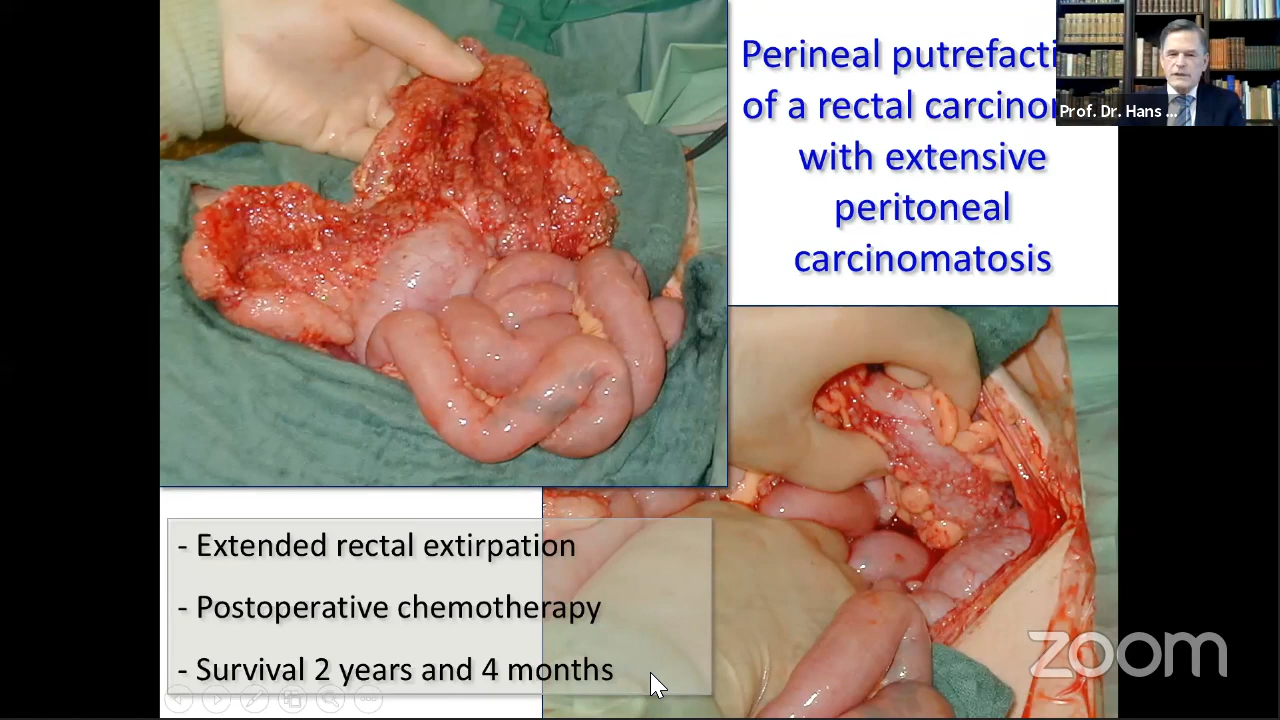 Perineal putrefacti
of a rectal carcino
with extensive
peritoneal
carcinomatosis
Prof. Dr. Hans ...
- Extended rectal extirpation
- Postoperative chemotherapy
- Survival 2 years and 4 months
zoom